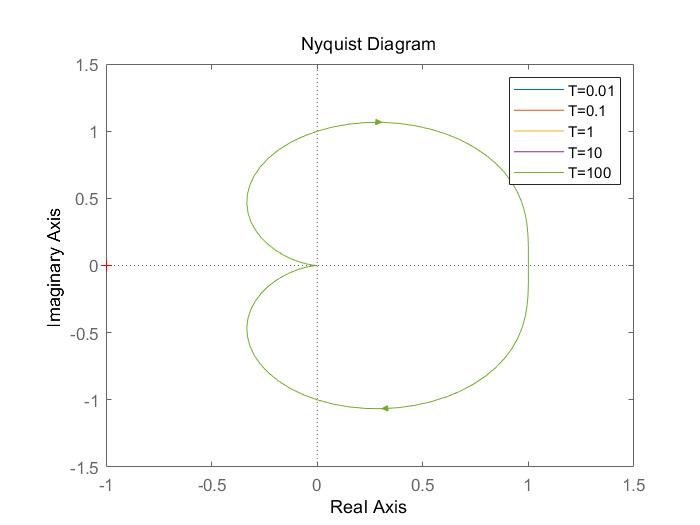 Nyquist Diagram
1.5
1
0.5
0
-0.5
-1
-1.5
Imaginary Axis
T=0.01
T=0.1
T=1
T=10
T=100
-1 -0.5 0 0.5 1 1.5
Real Axis